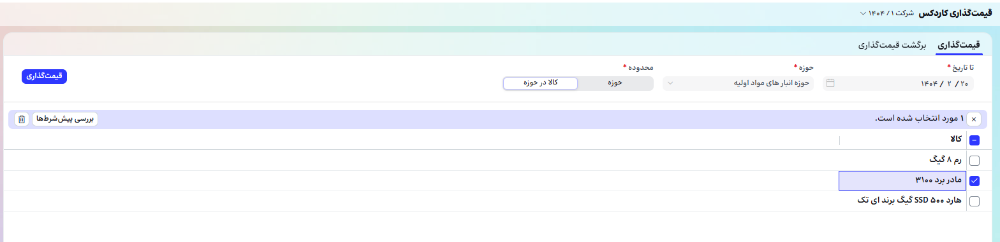 قیمت‌گذاری کاردکس شرکت ۱ / ۱۴۰۴
قیمت‌گذاری برگشت قیمت‌گذاری
تا تاریخ * حوزه * محدوده *
۱۴۰۴ / ۲ / ۲۰ حوزه انبار های مواد اولیه حوزه کالا در حوزه قیمت‌گذاری
۱ مورد انتخاب شده است. بررسی پیش‌شرط‌ها
کالا
رم ۸ گیگ
مادر برد ۳۱۰۰
هارد SSD ۵۰۰ گیگ برند ای تک